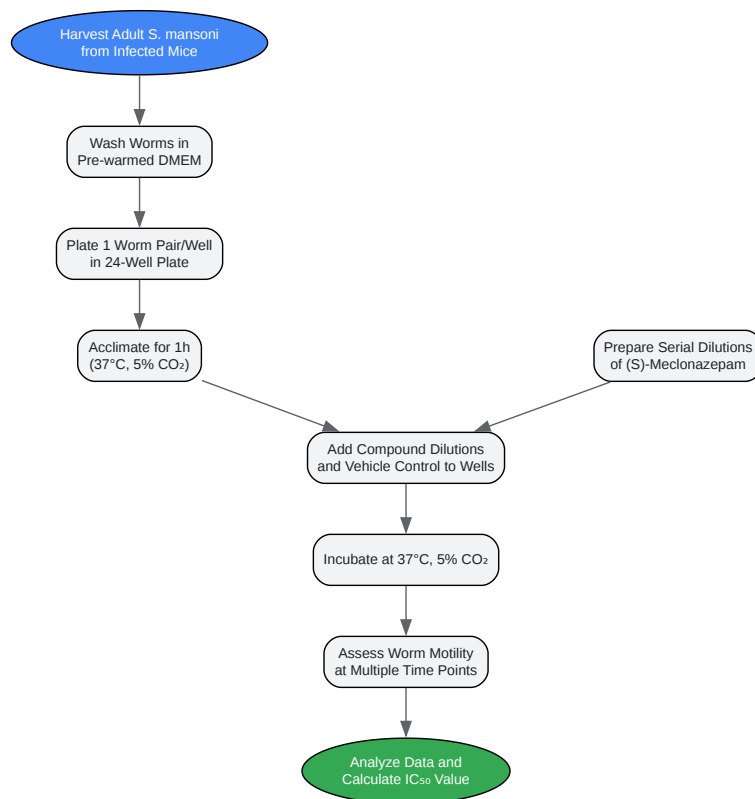 Harvest Adult S. mansoni
from Infected Mice
Wash Worms in
Pre-warmed DMEM
Plate 1 Worm Pair/Well
in 24-Well Plate
Acclimate for 1h
(37°C, 5% CO₂)
Prepare Serial Dilutions
of (S)-Meclonazepam
Add Compound Dilutions
and Vehicle Control to Wells
Incubate at 37°C, 5% CO₂
Assess Worm Motility
at Multiple Time Points
Analyze Data and
Calculate IC₅₀ Value